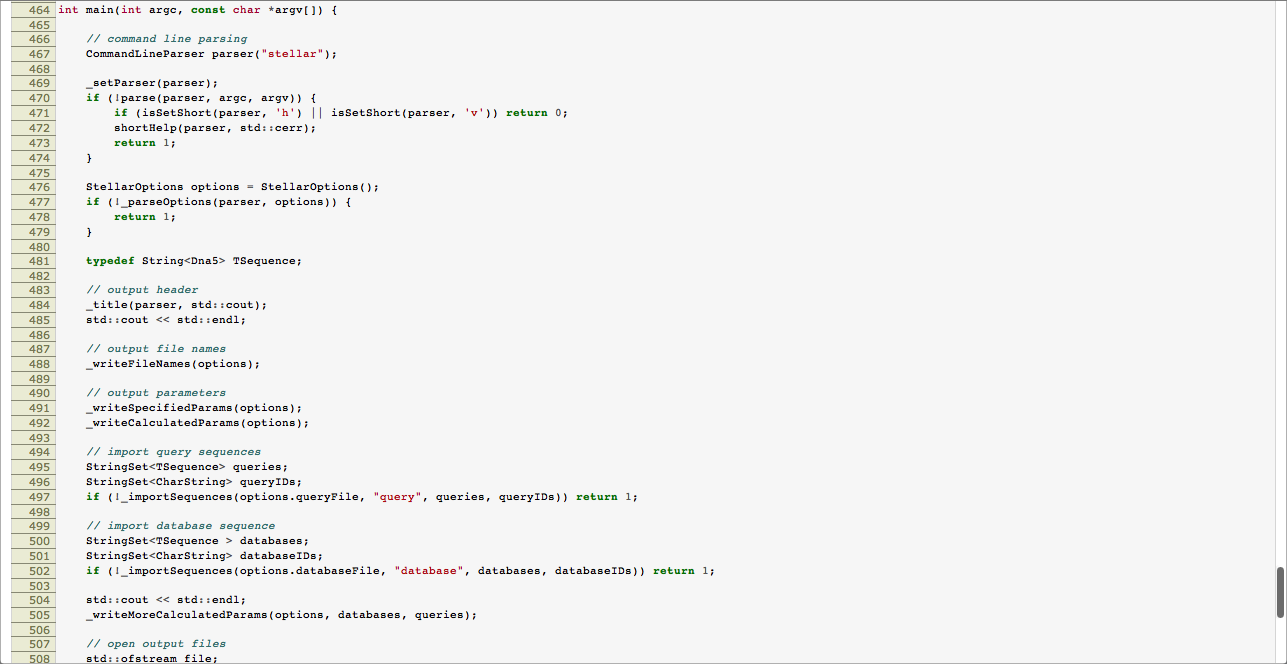 464 int main(int argc, const char *argv[]) {
465
466 // command line parsing
467 CommandLineParser parser("stellar");
468
469 _setParser(parser);
470 if (!parse(parser, argc, argv)) {
471 if (isSetShort(parser, 'h') || isSetShort(parser, 'v')) return 0;
472 shortHelp(parser, std::cerr);
473 return 1;
474 }
475
476 StellarOptions options = StellarOptions();
477 if (!_parseOptions(parser, options)) {
478 return 1;
479 }
480
481 typedef String<Dna5> TSequence;
482
483 // output header
484 _title(parser, std::cout);
485 std::cout << std::endl;
486
487 // output file names
488 _writeFileNames(options);
489
490 // output parameters
491 _writeSpecifiedParams(options);
492 _writeCalculatedParams(options);
493
494 // import query sequences
495 StringSet<TSequence> queries;
496 StringSet<CharString> queryIDs;
497 if (!_importSequences(options.queryFile, "query", queries, queryIDs)) return 1;
498
499 // import database sequence
500 StringSet<TSequence > databases;
501 StringSet<CharString> databaseIDs;
502 if (!_importSequences(options.databaseFile, "database", databases, databaseIDs)) return 1;
503
504 std::cout << std::endl;
505 _writeMoreCalculatedParams(options, databases, queries);
506
507 // open output files
508 std::ofstream file;